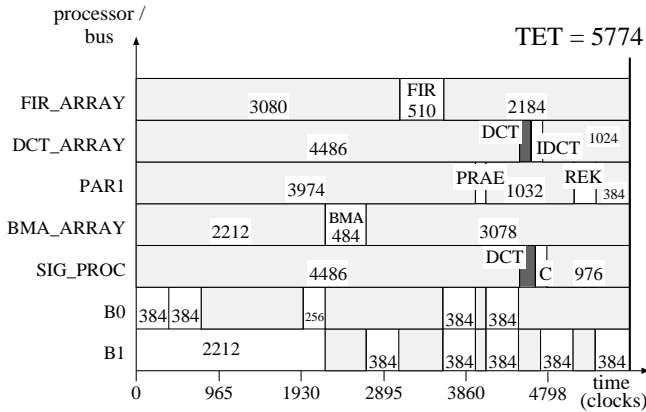 processor /
bus
TET = 5774
FIR_ARRAY 3080 FIR 510 2184
DCT_ARRAY 4486 DCT IDCT 1024
PAR1 3974 PRAE 1032 REK 384
BMA_ARRAY 2212 BMA 484 3078
SIG_PROC 4486 DCT C 976
B0 384 384 256 384 384
B1 2212 384 384 384 384 384
0 965 1930 2895 3860 4798 time
(clocks)